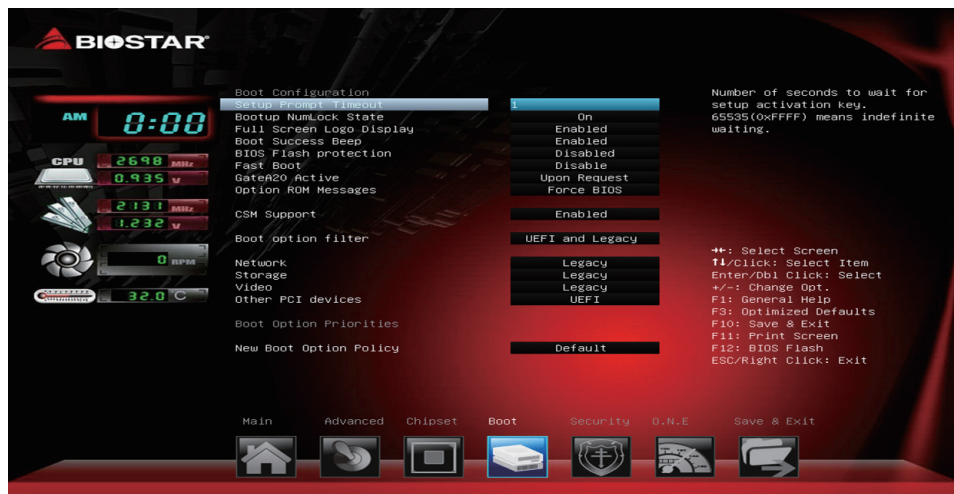 BIOSTAR
Boot Configuration
Setup Prompt Timeout 1
Bootup NumLock State On
Full Screen Logo Display Enabled
Boot Success Beep Enabled
BIOS Flash protection Disabled
Fast Boot Disable
GateA20 Active Upon Request
Option ROM Messages Force BIOS
CSM Support Enabled
Boot option filter UEFI and Legacy
Network Legacy
Storage Legacy
Video Legacy
Other PCI devices UEFI
Boot Option Priorities
New Boot Option Policy Default
AM 0:00
CPU 2698 MHz
0.935 V
2131 MHz
1.232 V
0 RPM
32.0 C
Number of seconds to wait for
setup activation key.
65535(0xFFFF) means indefinite
waiting.
→←: Select Screen
↑↓/Click: Select Item
Enter/Dbl Click: Select
+/-: Change Opt.
F1: General Help
F3: Optimized Defaults
F10: Save & Exit
F11: Print Screen
F12: BIOS Flash
ESC/Right Click: Exit
Main Advanced Chipset Boot Security O.N.E Save & Exit